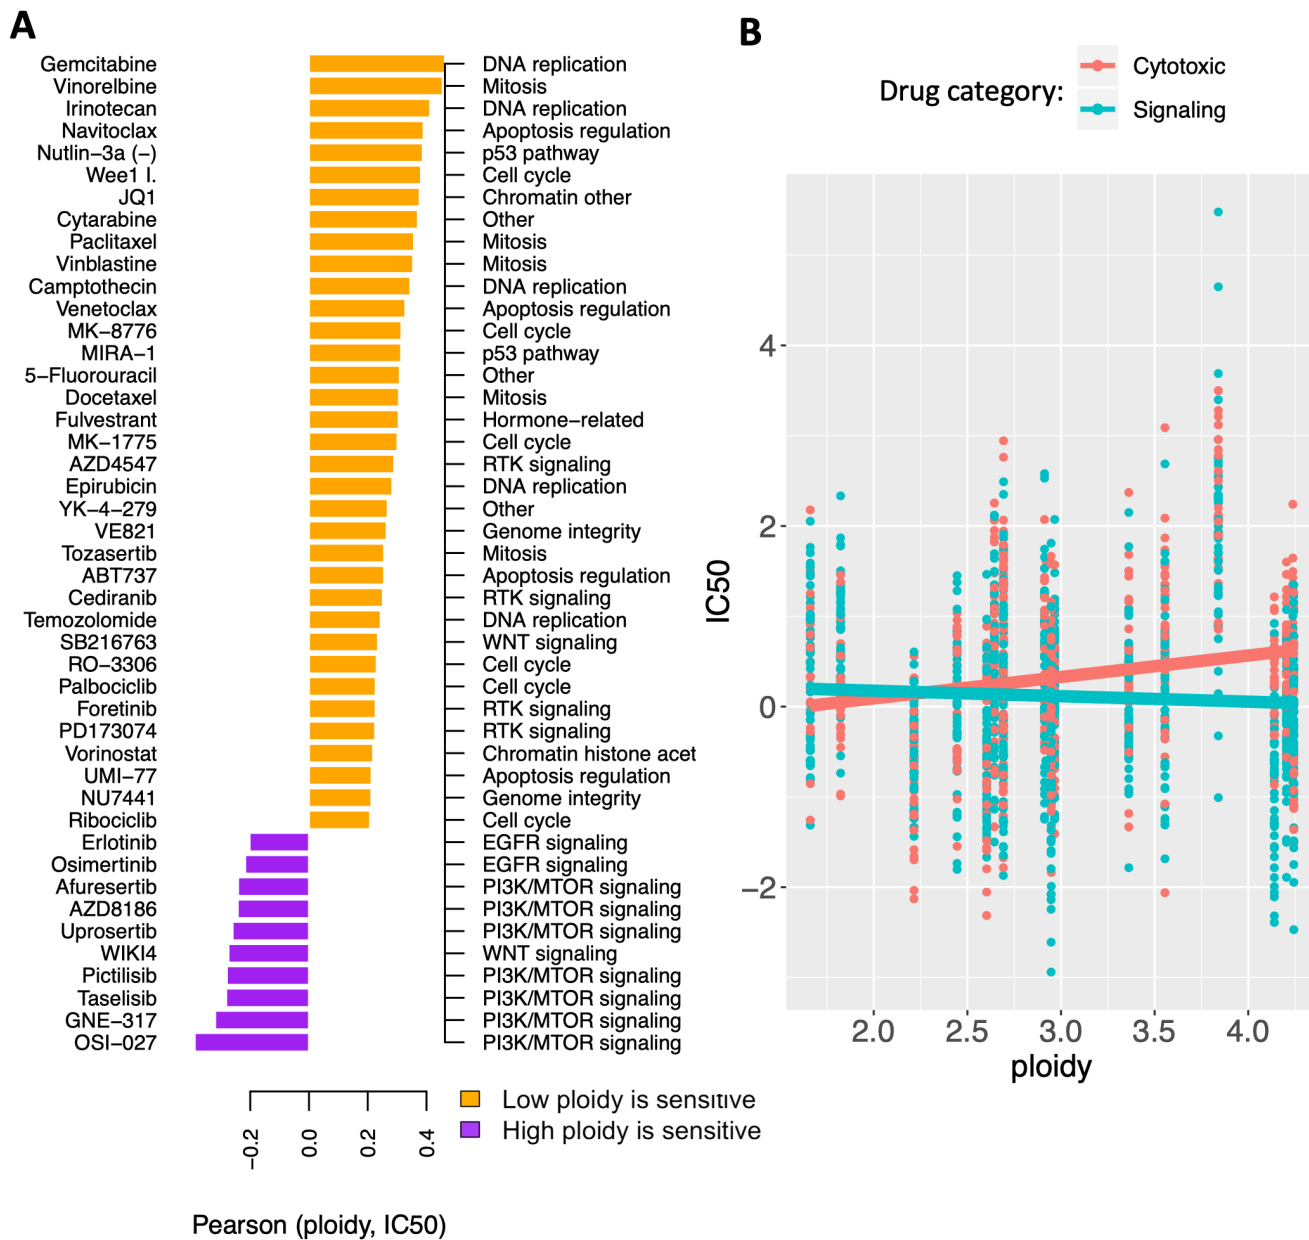 A
Gemcitabine DNA replication
Vinorelbine Mitosis
Irinotecan DNA replication
Navitoclax Apoptosis regulation
Nutlin−3a (−) p53 pathway
Wee1 I. Cell cycle
JQ1 Chromatin other
Cytarabine Other
Paclitaxel Mitosis
Vinblastine Mitosis
Camptothecin DNA replication
Venetoclax Apoptosis regulation
MK−8776 Cell cycle
MIRA−1 p53 pathway
5−Fluorouracil Other
Docetaxel Mitosis
Fulvestrant Hormone−related
MK−1775 Cell cycle
AZD4547 RTK signaling
Epirubicin DNA replication
YK−4−279 Other
VE821 Genome integrity
Tozasertib Mitosis
ABT737 Apoptosis regulation
Cediranib RTK signaling
Temozolomide DNA replication
SB216763 WNT signaling
RO−3306 Cell cycle
Palbociclib Cell cycle
Foretinib RTK signaling
PD173074 RTK signaling
Vorinostat Chromatin histone acet
UMI−77 Apoptosis regulation
NU7441 Genome integrity
Ribociclib Cell cycle
Erlotinib EGFR signaling
Osimertinib EGFR signaling
Afuresertib PI3K/MTOR signaling
AZD8186 PI3K/MTOR signaling
Uprosertib PI3K/MTOR signaling
WIKI4 WNT signaling
Pictilisib PI3K/MTOR signaling
Taselisib PI3K/MTOR signaling
GNE−317 PI3K/MTOR signaling
OSI−027 PI3K/MTOR signaling
−0.2 0.0 0.2 0.4
Low ploidy is sensitive
High ploidy is sensitive
Pearson (ploidy, IC50)
B
Drug category:
Cytotoxic
Signaling
IC50
4
2
0
−2
2.0 2.5 3.0 3.5 4.0
ploidy